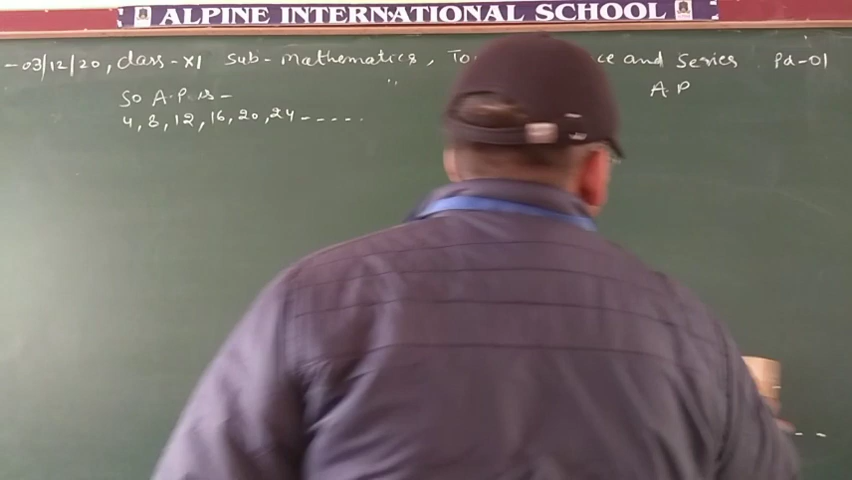 ALPINE INTERNATIONAL SCHOOL
-03/12/20, class-XI Sub-Mathematics, To ce and Series Pd-01
So A.P. is - A.P
4, 8, 12, 16, 20, 24 - - - - -